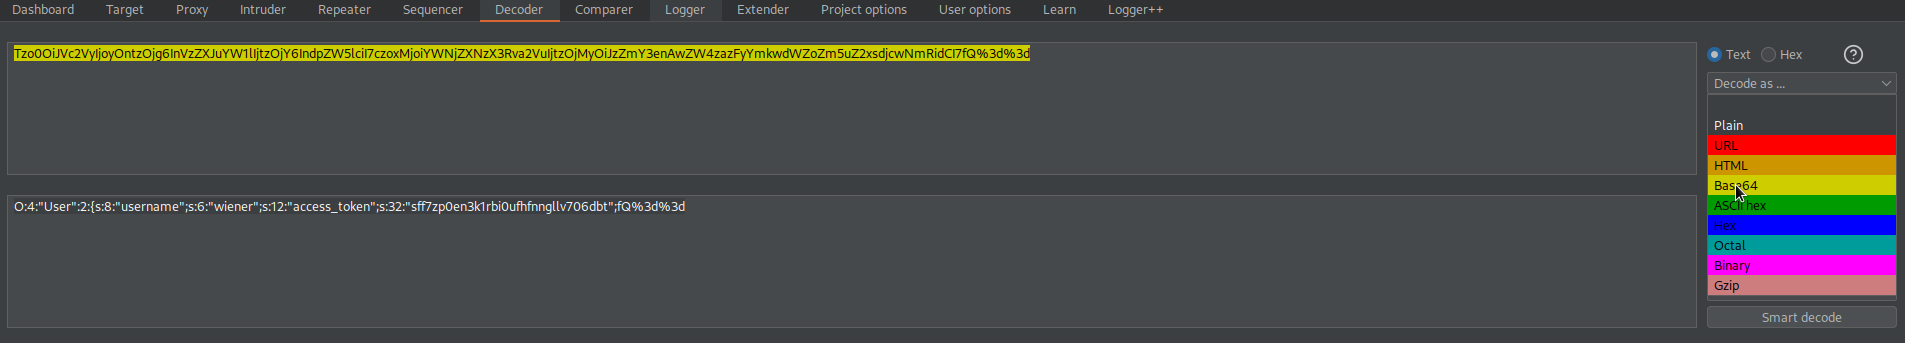 Dashboard Target Proxy Intruder Repeater Sequencer Decoder Comparer Logger Extender Project options User options Learn Logger++
Tzo0OiJVc2VyIjoyOntzOjg6InVzZXJuYW1lIjtzOjY6IndpZW5lciI7czoxMjoiYWNjZXNzX3Rva2VuIjtzOjMyOiJzZmY3enAwZW4zazFyYmkwdWZoZm5uZ2xsdjcwNmRidCI7fQ%3d%3d
Text Hex ?
Decode as ...
Plain
URL
HTML
Base64
ASCII hex
Hex
Octal
Binary
Gzip
O:4:"User":2:{s:8:"username";s:6:"wiener";s:12:"access_token";s:32:"sff7zp0en3k1rbi0ufhfnngllv706dbt";fQ%3d%3d
Smart decode